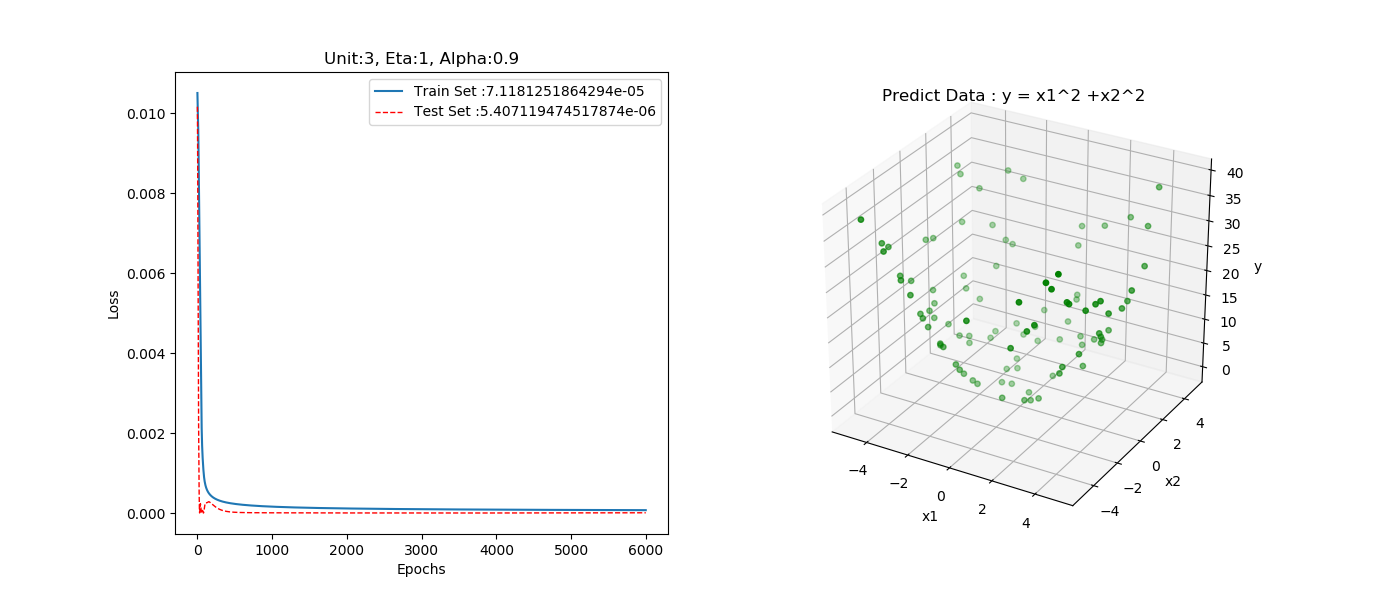 Unit:3, Eta:1, Alpha:0.9
Train Set :7.1181251864294e-05
Test Set :5.407119474517874e-06
0.010
0.008
0.006
0.004
0.002
0.000
Loss
0 1000 2000 3000 4000 5000 6000
Epochs
Predict Data : y = x1^2 +x2^2
40
35
30
25
20
15
10
5
0
y
−4 −2 0 2 4
x1
4
2
0
−2
−4
x2